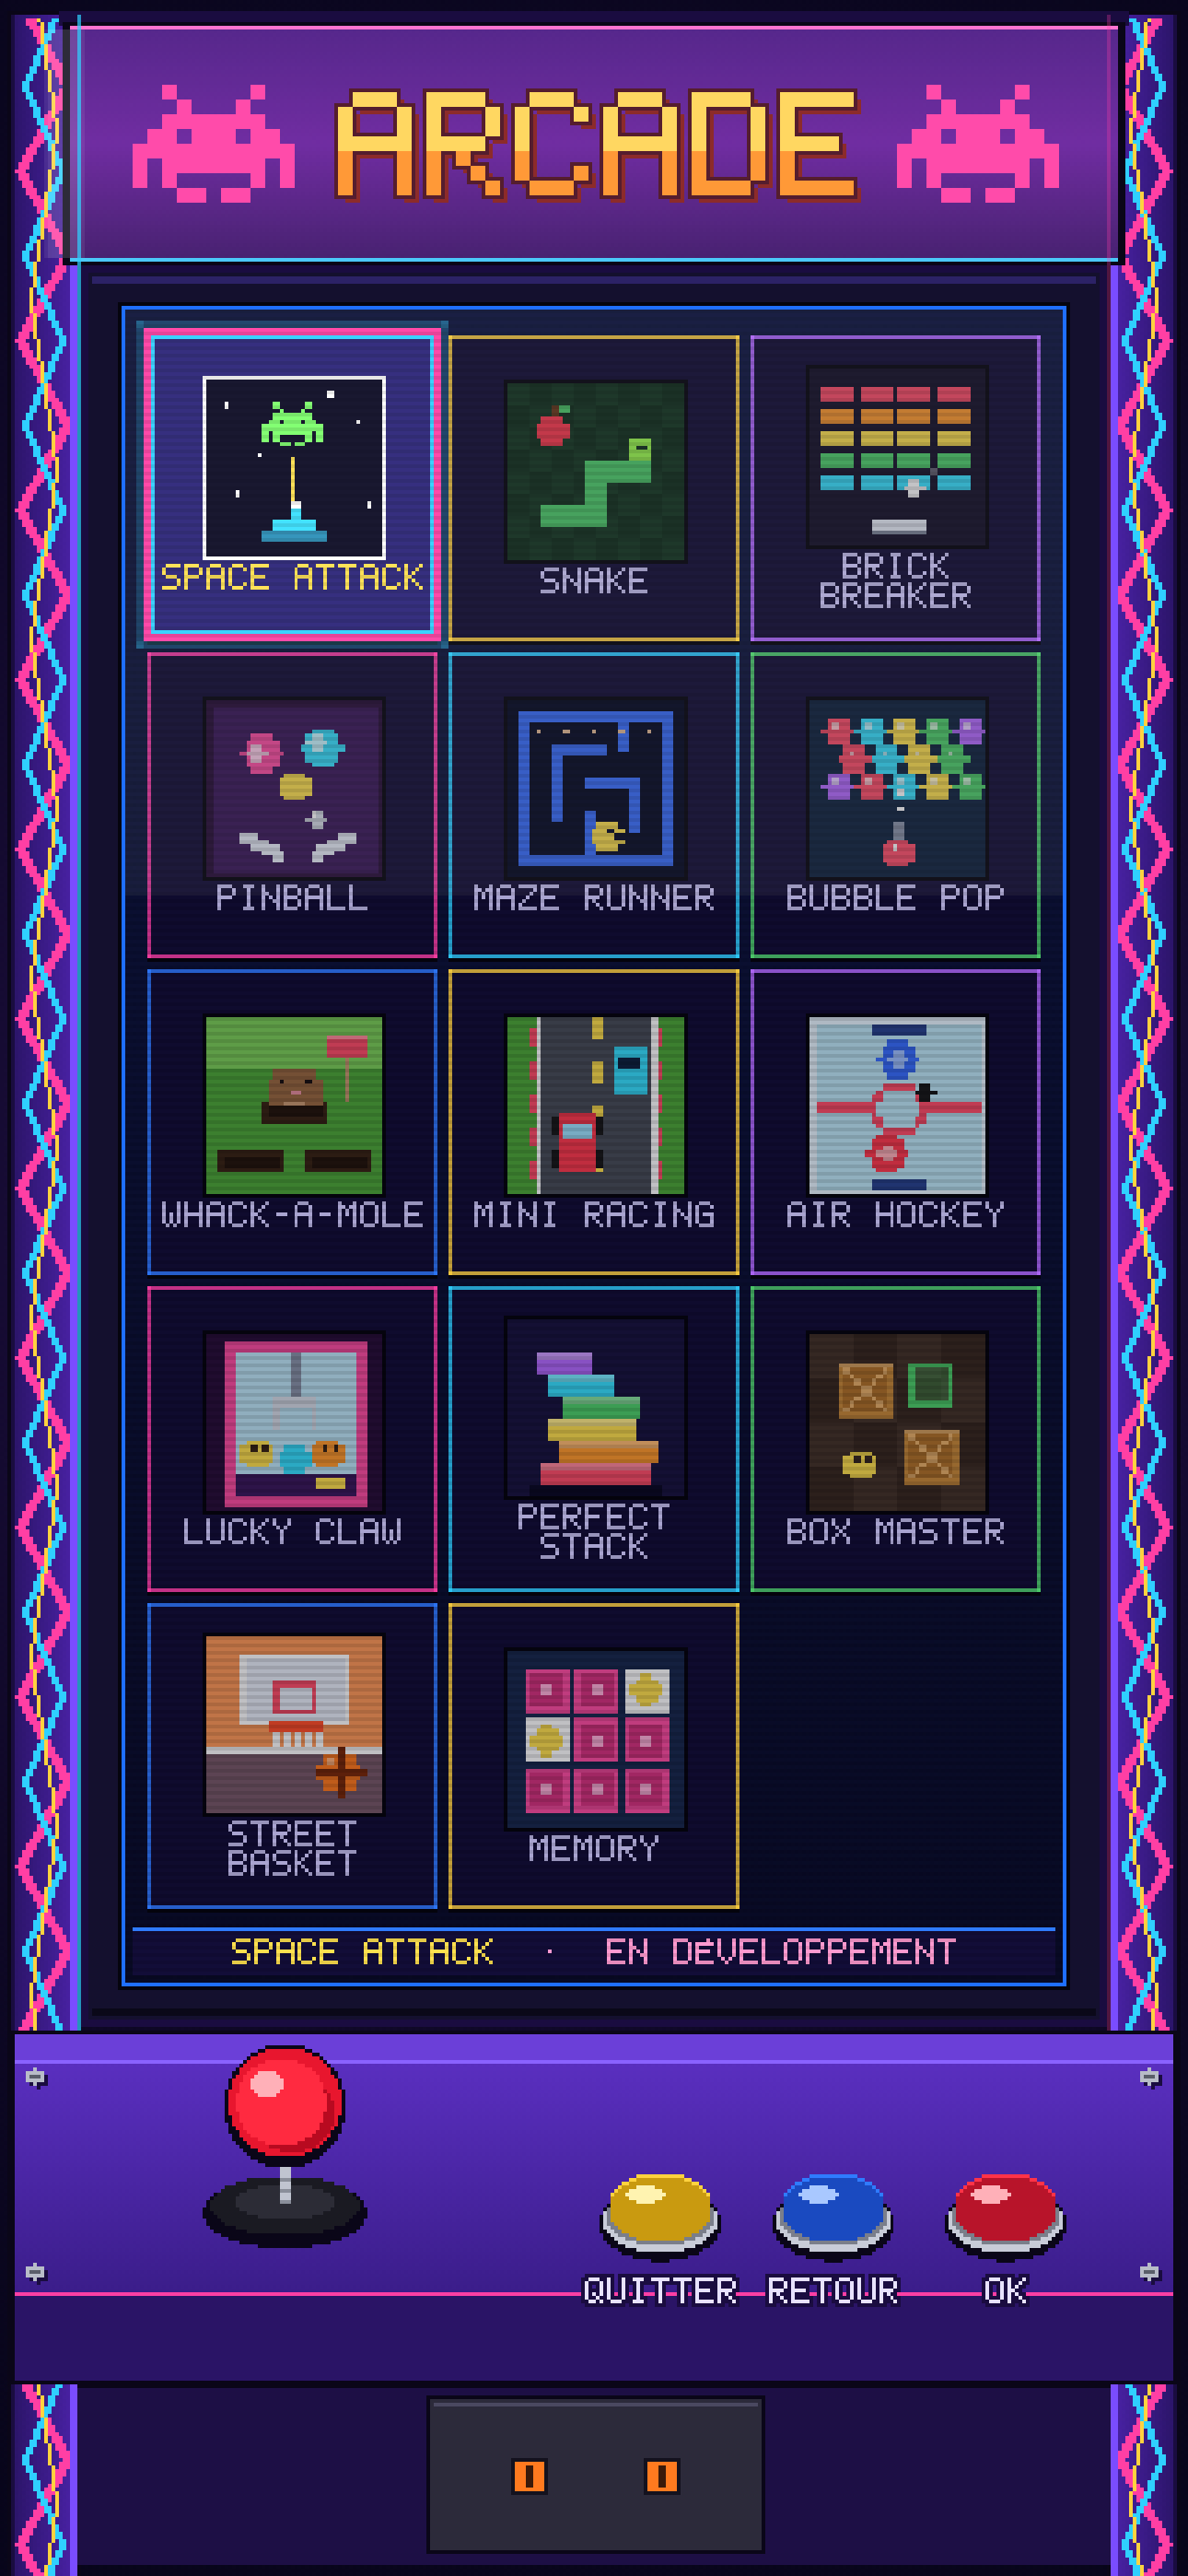 ARCADE
SPACE ATTACK
SNAKE
BRICK
BREAKER
PINBALL
MAZE RUNNER
BUBBLE POP
WHACK-A-MOLE
MINI RACING
AIR HOCKEY
LUCKY CLAW
PERFECT
STACK
BOX MASTER
STREET
BASKET
MEMORY
SPACE ATTACK · EN DÉVELOPPEMENT
QUITTER RETOUR OK